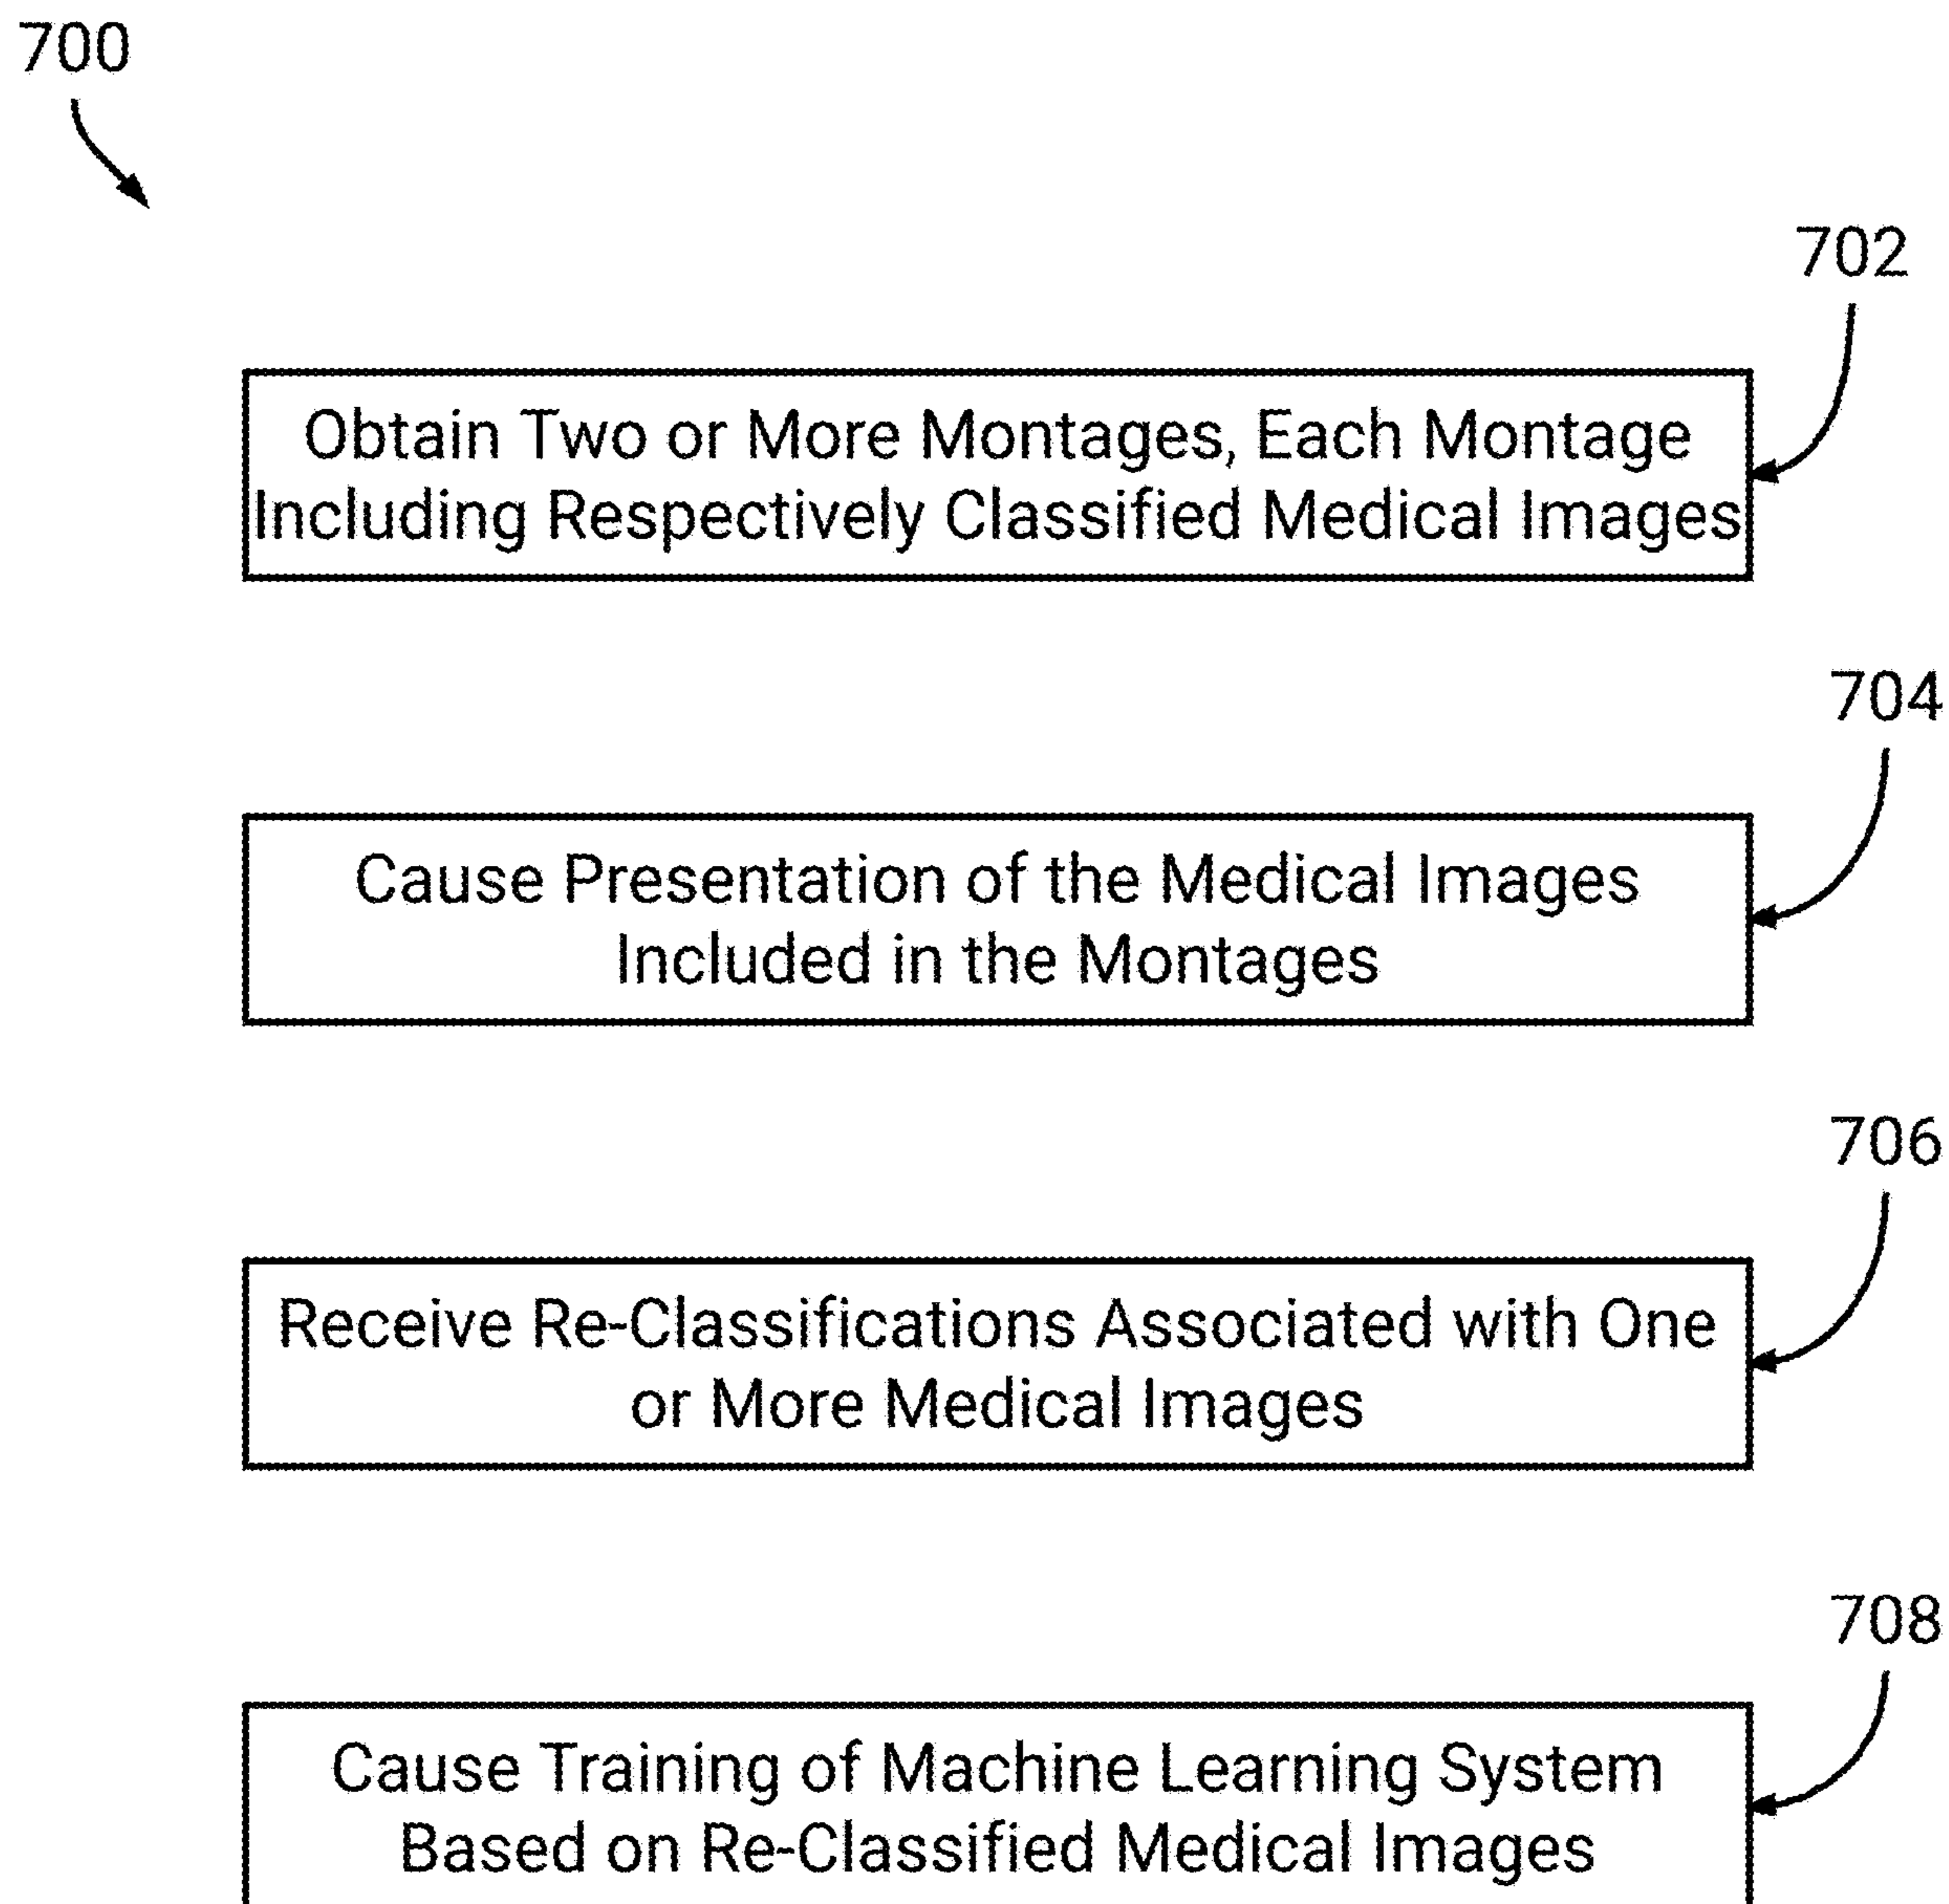 700
702
Obtain Two or More Montages, Each Montage
Including Respectively Classified Medical Images
704
Cause Presentation of the Medical Images
Included in the Montages
706
Receive Re-Classifications Associated with One
or More Medical Images
708
Cause Training of Machine Learning System
Based on Re-Classified Medical Images